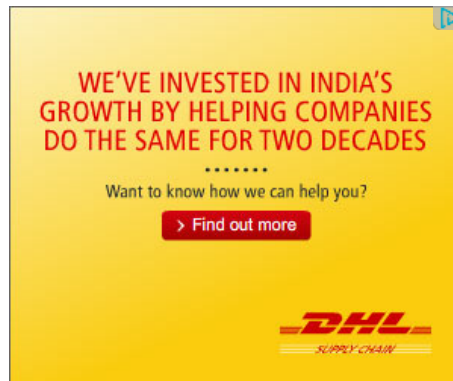 WE'VE INVESTED IN INDIA'S
GROWTH BY HELPING COMPANIES
DO THE SAME FOR TWO DECADES
Want to know how we can help you?
> Find out more
DHL
SUPPLY CHAIN